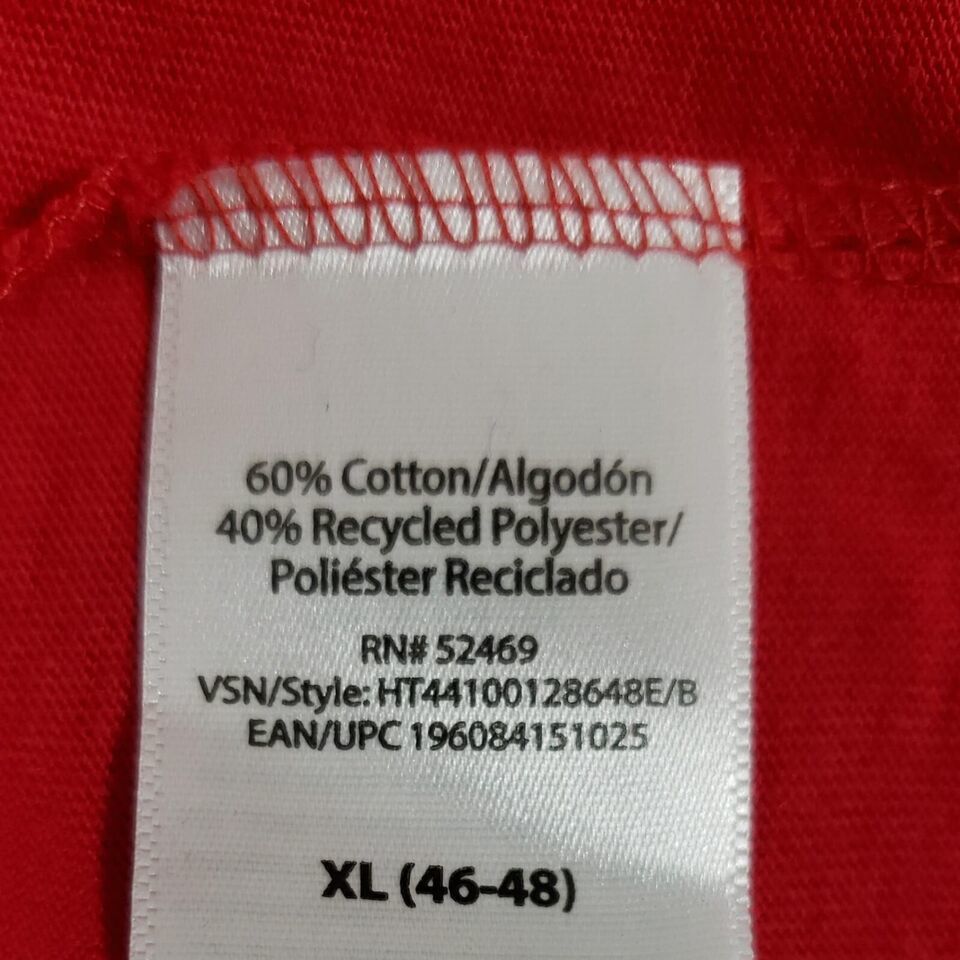 60% Cotton/Algodón
40% Recycled Polyester/
Poliéster Reciclado
RN# 52469
VSN/Style: HT44100128648E/B
EAN/UPC 196084151025
XL (46-48)